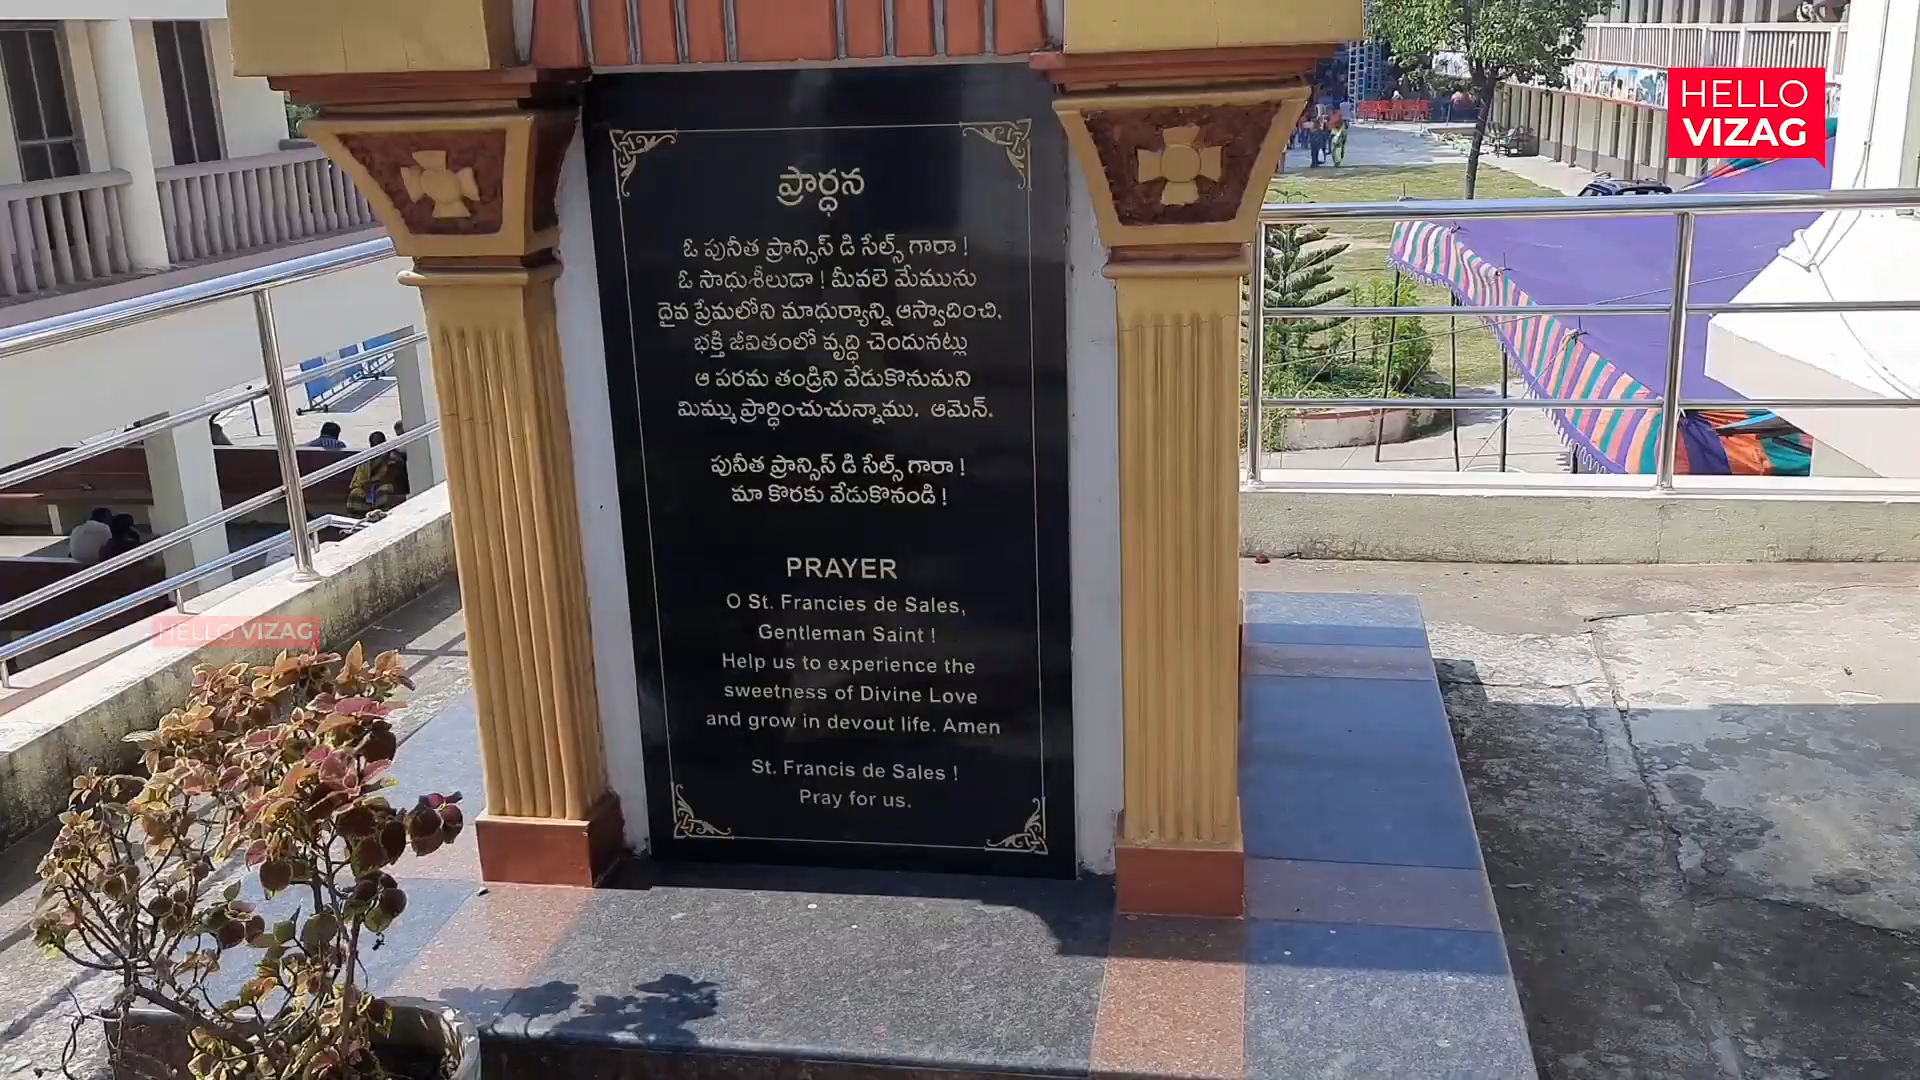 HELLO
VIZAG
ప్రార్ధన
ఓ పునీత ఫ్రాన్సిస్ డి సేల్స్ గారా !
ఓ సాధుశీలుడా ! మీవలె మేమును
దైవ ప్రేమలోని మాధుర్యాన్ని ఆస్వాదించి,
భక్తి జీవితంలో వృద్ధి చెందునట్లు
ఆ పరమ తండ్రిని వేడుకొనుమని
మిమ్ము ప్రార్ధించుచున్నాము. ఆమెన్.
పునీత ఫ్రాన్సిస్ డి సేల్స్ గారా !
మా కొరకు వేడుకొనండి !
PRAYER
O St. Francies de Sales,
Gentleman Saint !
Help us to experience the
sweetness of Divine Love
and grow in devout life. Amen
St. Francis de Sales !
Pray for us.
HELLO VIZAG